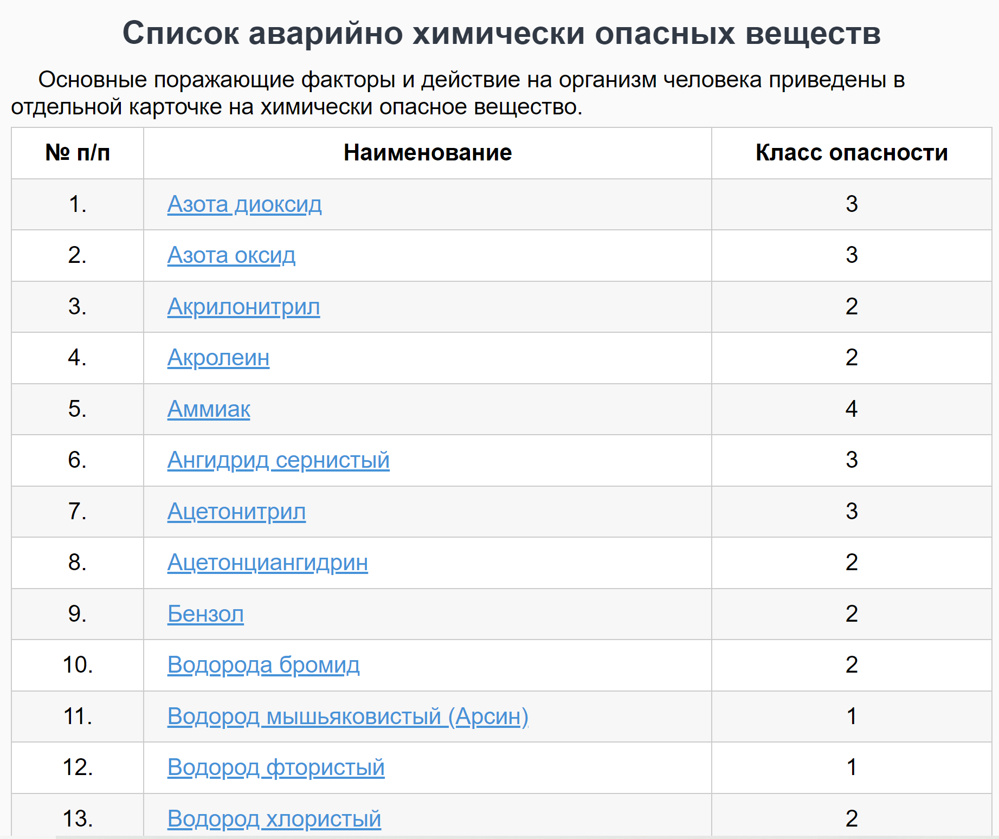 Список аварийно химически опасных веществ
Основные поражающие факторы и действие на организм человека приведены в
отдельной карточке на химически опасное вещество.
№ п/п Наименование Класс опасности
1. Азота диоксид 3
2. Азота оксид 3
3. Акрилонитрил 2
4. Акролеин 2
5. Аммиак 4
6. Ангидрид сернистый 3
7. Ацетонитрил 3
8. Ацетонциангидрин 2
9. Бензол 2
10. Водорода бромид 2
11. Водород мышьяковистый (Арсин) 1
12. Водород фтористый 1
13. Водород хлористый 2